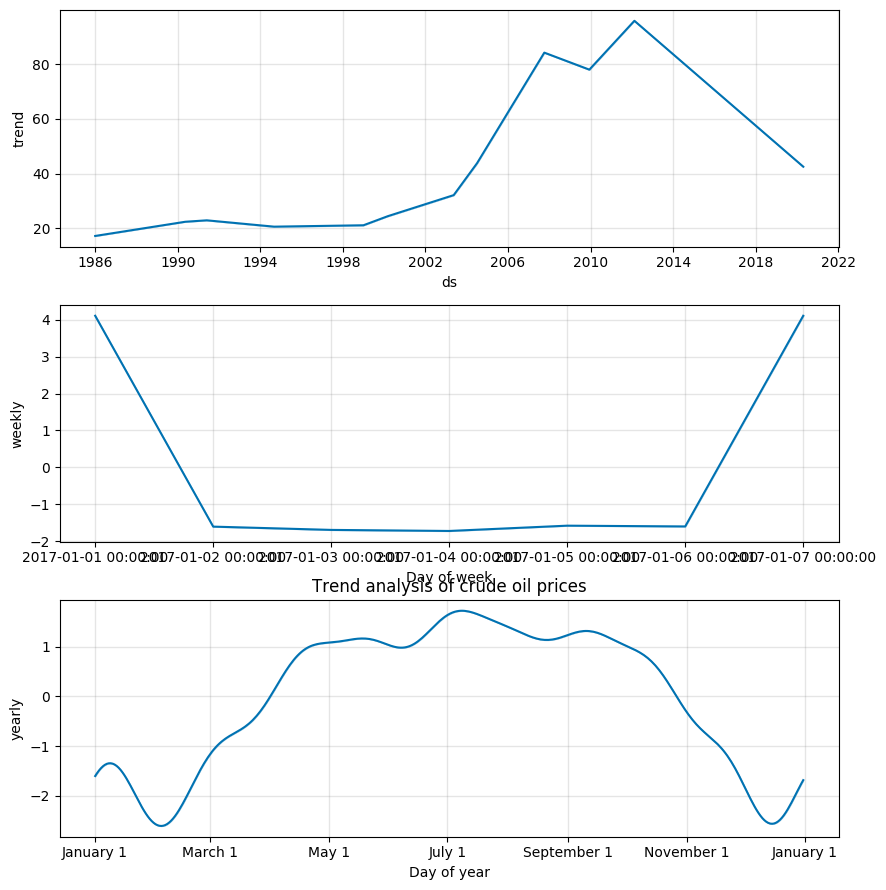 80
60
40
20
trend
1986 1990 1994 1998 2002 2006 2010 2014 2018 2022
ds
4
3
2
1
0
−1
−2
weekly
2017-01-01 00:00:00 2017-01-02 00:00:00 2017-01-03 00:00:00 2017-01-04 00:00:00 2017-01-05 00:00:00 2017-01-06 00:00:00 2017-01-07 00:00:00
Day of week
Trend analysis of crude oil prices
1
0
−1
−2
yearly
January 1 March 1 May 1 July 1 September 1 November 1 January 1
Day of year